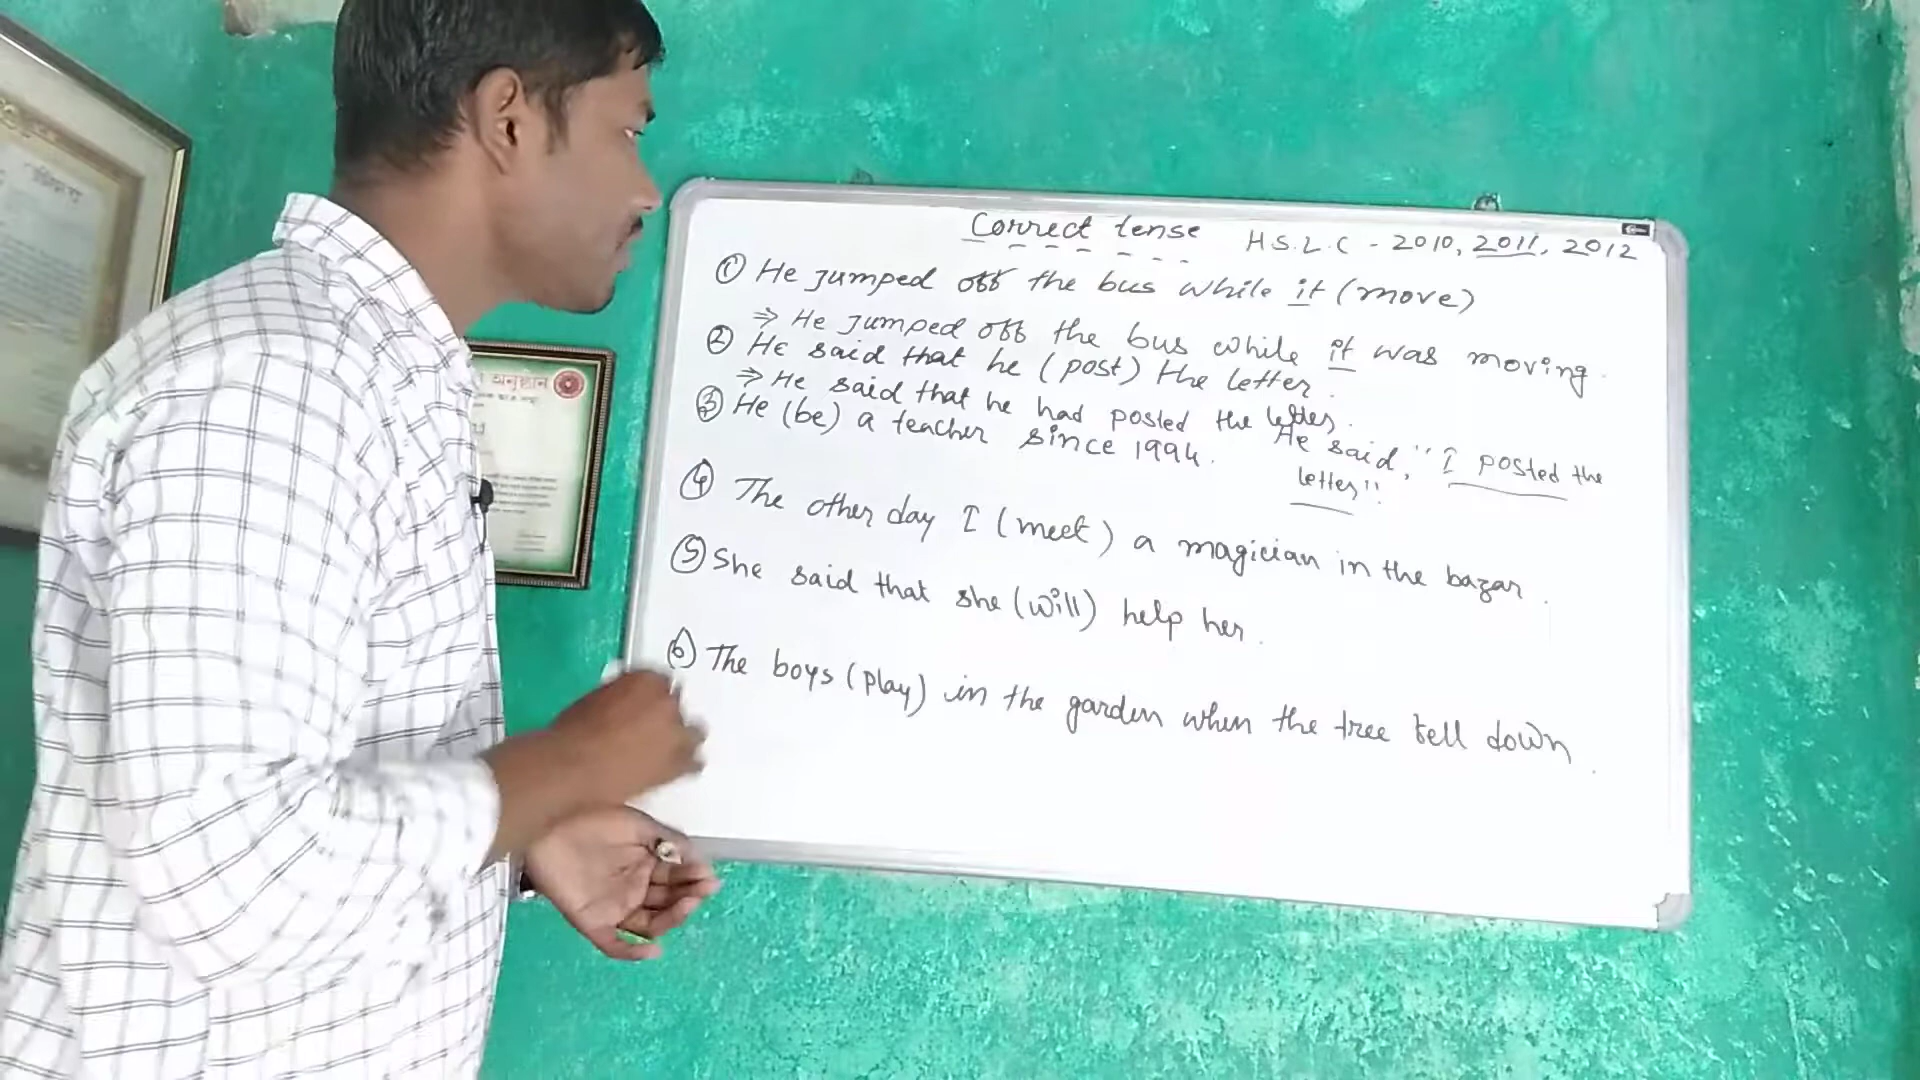 Correct tense H.S.L.C - 2010, 2011, 2012
① He jumped off the bus while it (move)
⇒ He jumped off the bus while it was moving.
② He said that he (post) the letter.
⇒ He said that he had posted the letter.
③ He (be) a teacher since 1994.
He said, "I posted the
letter".
④ The other day I (meet) a magician in the bazar.
⑤ She said that she (will) help her.
⑥ The boys (play) in the garden when the tree fell down.
অনুষ্ঠান